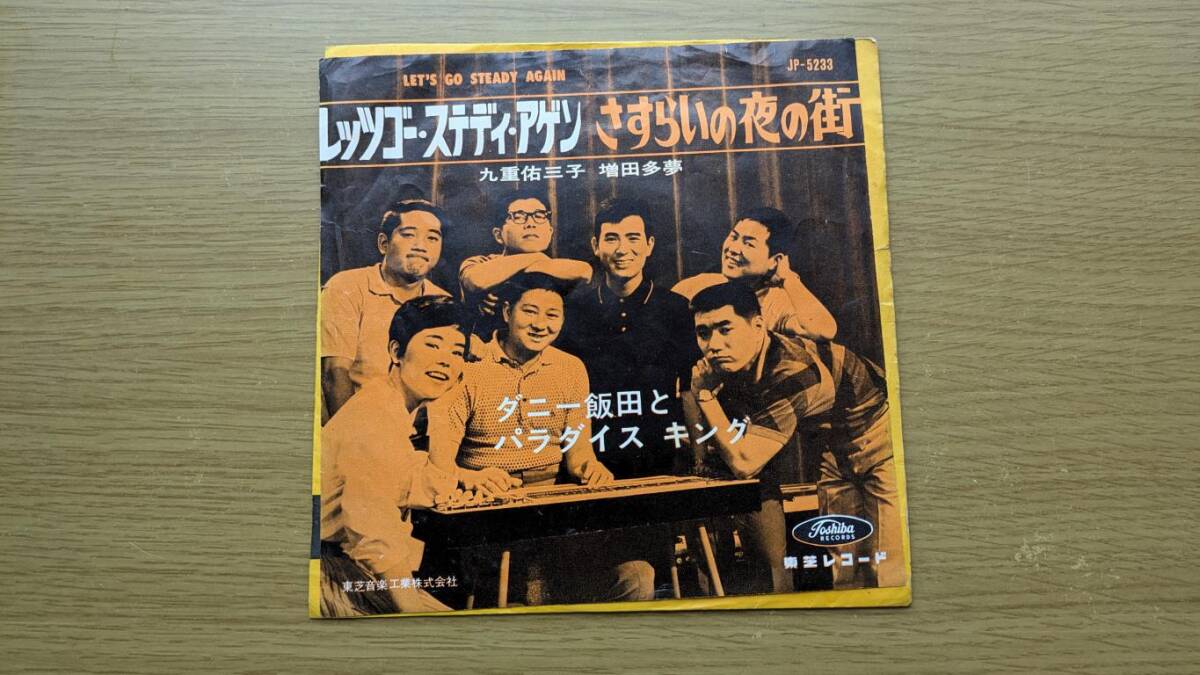 JP-5233
LET'S GO STEADY AGAIN
レッツゴー・ステディ・アゲン さすらいの夜の街
九重佑三子 増田多夢
ダニー飯田と
パラダイス キング
Toshiba
RECORDS
東芝レコード
東芝音楽工業株式会社